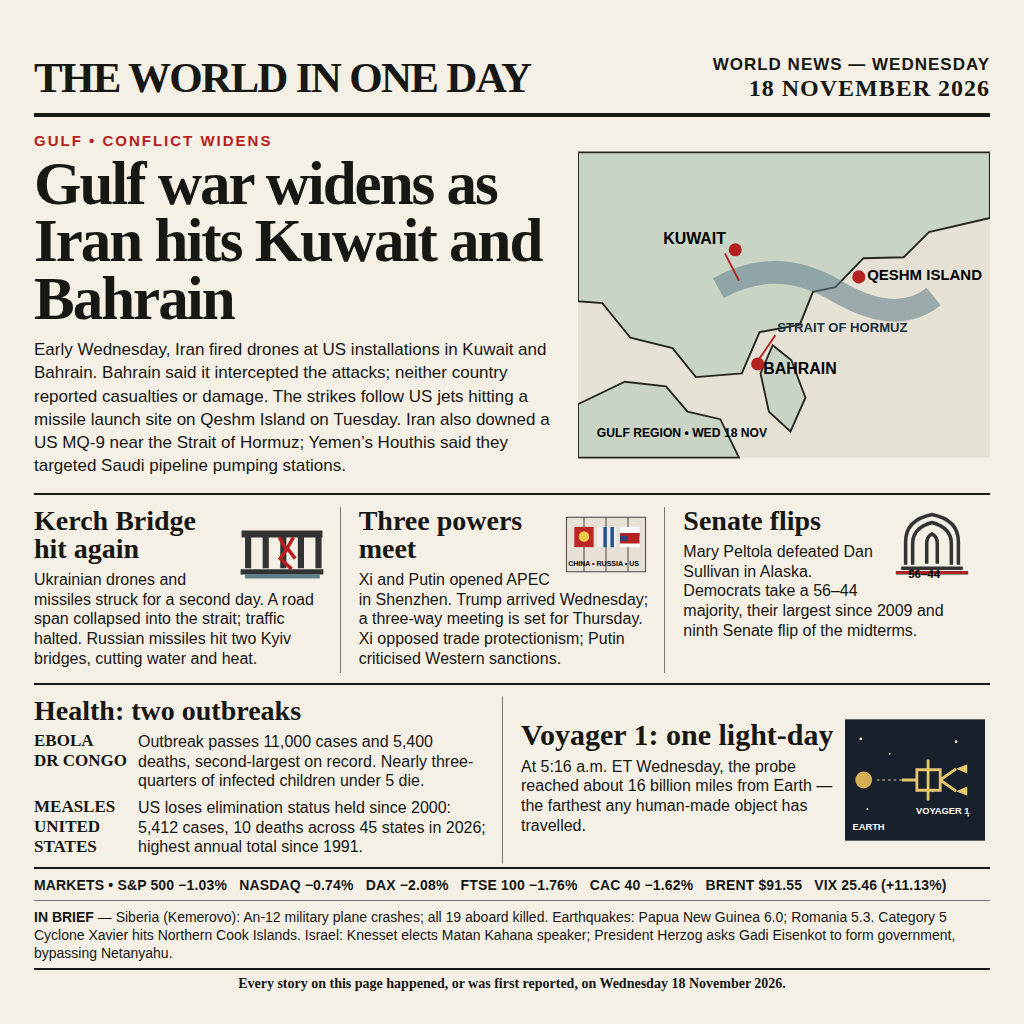 THE WORLD IN ONE DAY
WORLD NEWS — WEDNESDAY
18 NOVEMBER 2026
GULF • CONFLICT WIDENS
Gulf war widens as
Iran hits Kuwait and
Bahrain
Early Wednesday, Iran fired drones at US installations in Kuwait and
Bahrain. Bahrain said it intercepted the attacks; neither country
reported casualties or damage. The strikes follow US jets hitting a
missile launch site on Qeshm Island on Tuesday. Iran also downed a
US MQ-9 near the Strait of Hormuz; Yemen’s Houthis said they
targeted Saudi pipeline pumping stations.
KUWAIT
QESHM ISLAND
STRAIT OF HORMUZ
BAHRAIN
GULF REGION • WED 18 NOV
Kerch Bridge
hit again
Ukrainian drones and
missiles struck for a second day. A road
span collapsed into the strait; traffic
halted. Russian missiles hit two Kyiv
bridges, cutting water and heat.
Three powers
meet
CHINA • RUSSIA • US
Xi and Putin opened APEC
in Shenzhen. Trump arrived Wednesday;
a three-way meeting is set for Thursday.
Xi opposed trade protectionism; Putin
criticised Western sanctions.
Senate flips
56–44
Mary Peltola defeated Dan
Sullivan in Alaska.
Democrats take a 56–44
majority, their largest since 2009 and
ninth Senate flip of the midterms.
Health: two outbreaks
EBOLA
DR CONGO
Outbreak passes 11,000 cases and 5,400
deaths, second-largest on record. Nearly three-
quarters of infected children under 5 die.
MEASLES
UNITED
STATES
US loses elimination status held since 2000:
5,412 cases, 10 deaths across 45 states in 2026;
highest annual total since 1991.
Voyager 1: one light-day
At 5:16 a.m. ET Wednesday, the probe
reached about 16 billion miles from Earth —
the farthest any human-made object has
travelled.
VOYAGER 1
EARTH
MARKETS • S&P 500 −1.03% NASDAQ −0.74% DAX −2.08% FTSE 100 −1.76% CAC 40 −1.62% BRENT $91.55 VIX 25.46 (+11.13%)
IN BRIEF — Siberia (Kemerovo): An-12 military plane crashes; all 19 aboard killed. Earthquakes: Papua New Guinea 6.0; Romania 5.3. Category 5
Cyclone Xavier hits Northern Cook Islands. Israel: Knesset elects Matan Kahana speaker; President Herzog asks Gadi Eisenkot to form government,
bypassing Netanyahu.
Every story on this page happened, or was first reported, on Wednesday 18 November 2026.